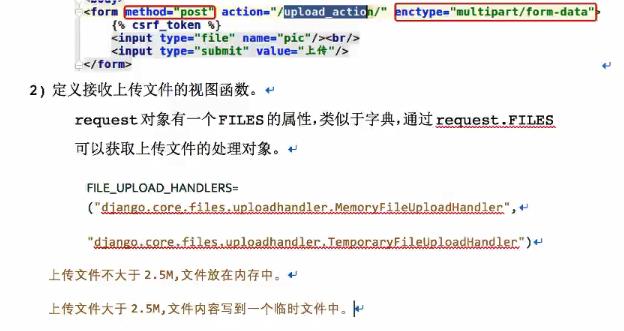 <form method="post" action="/upload_action/" enctype="multipart/form-data">
{% csrf_token %}
<input type="file" name="pic"/><br/>
<input type="submit" value="上传"/>
</form>
2) 定义接收上传文件的视图函数。
request 对象有一个 FILES 的属性,类似于字典,通过 request.FILES
可以获取上传文件的处理对象。
FILE_UPLOAD_HANDLERS=
("django.core.files.uploadhandler.MemoryFileUploadHandler",
"django.core.files.uploadhandler.TemporaryFileUploadHandler")
上传文件不大于 2.5M,文件放在内存中。
上传文件大于 2.5M,文件内容写到一个临时文件中。